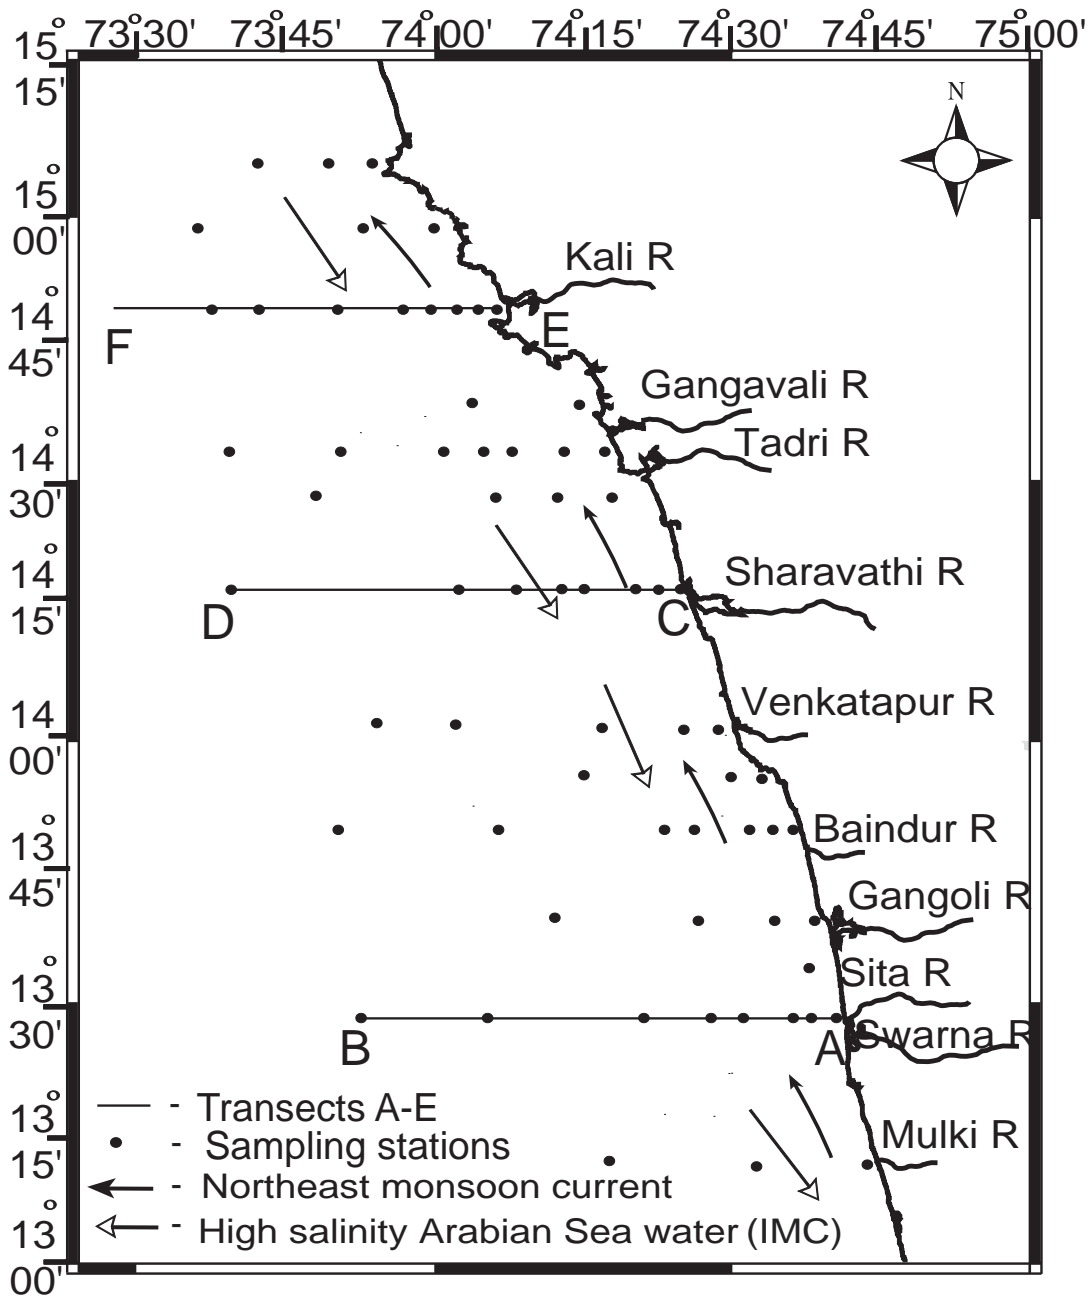 73°30' 73°45' 74°00' 74°15' 74°30' 74°45' 75°00'
15°
15'
N
15°
00'
Kali R
14°
45'
F
E
Gangavali R
Tadri R
14°
30'
Sharavathi R
14°
15'
D
C
Venkatapur R
14
00'
Baindur R
13°
45'
Gangoli R
Sita R
13°
30'
Swarna R
B
A
13°
15'
Mulki R
13°
00'
- Transects A-E
- Sampling stations
- Northeast monsoon current
- High salinity Arabian Sea water (IMC)